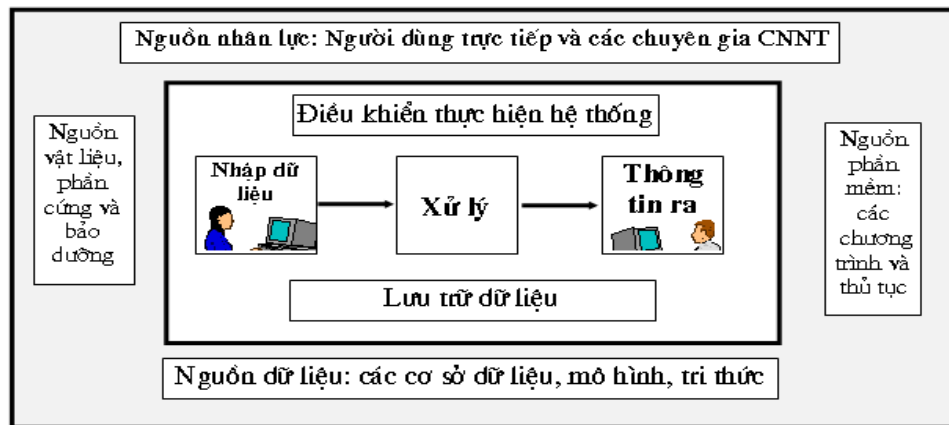 Nguồn nhân lực: Người dùng trực tiếp và các chuyên gia CNNT
Điều khiển thực hiện hệ thống
Nguồn
vật liệu,
phần
cứng và
bảo
dưỡng
Nhập dữ
liệu
Xử lý
Thông
tin ra
Nguồn
phần
mềm:
các
chương
trình và
thủ tục
Lưu trữ dữ liệu
Nguồn dữ liệu: các cơ sở dữ liệu, mô hình, tri thức